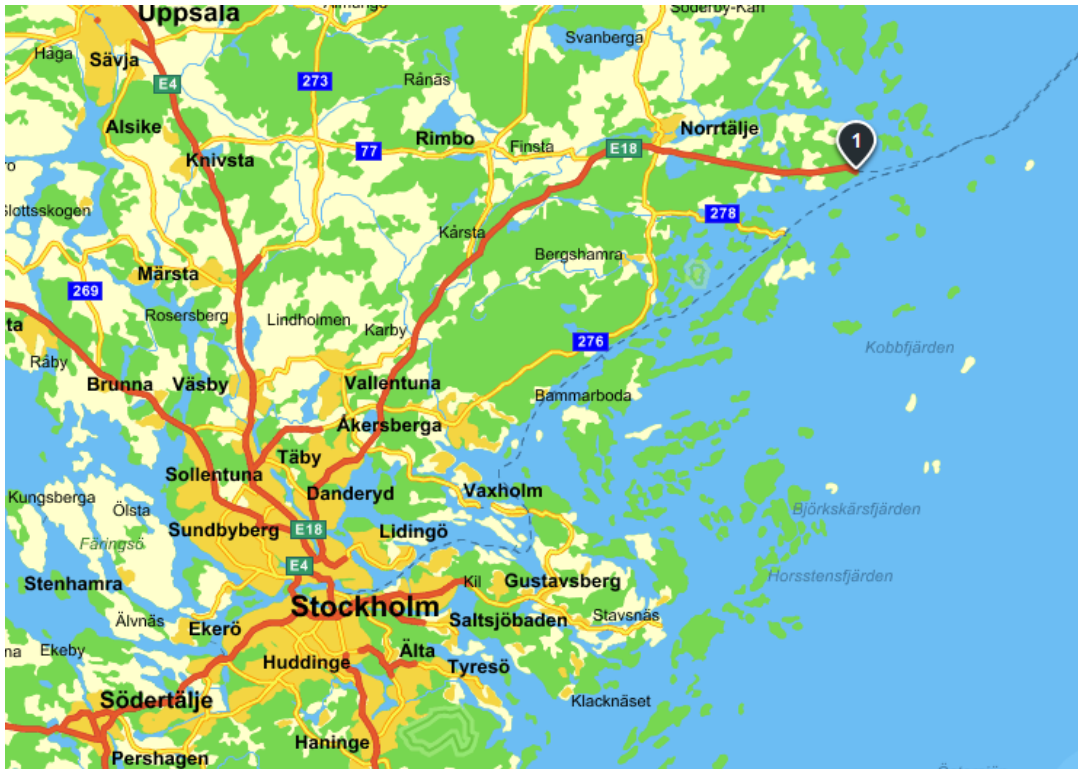 Uppsala
Söderby-Karl
Svanberga
Haga
Sävja
E4
273
Rånäs
Alsike
Rimbo
Norrtälje
1
Finsta
E18
77
Knivsta
Slottsskogen
278
Kårsta
Bergshamra
Märsta
269
Rosersberg
Lindholmen
Karby
276
Kobbfjärden
Råby
Brunna
Väsby
Vallentuna
Bammarboda
Åkersberga
Täby
Sollentuna
Danderyd
Vaxholm
Kungsberga
Ölsta
Björkskärsfjärden
Sundbyberg
E18
Lidingö
Färingsö
E4
Horsstensfjärden
Stenhamra
Kil
Gustavsberg
Stockholm
Älvnäs
Ekerö
Saltsjöbaden
Stavsnäs
Ekeby
Huddinge
Älta
Tyresö
Södertälje
Klacknäset
Haninge
Pershagen